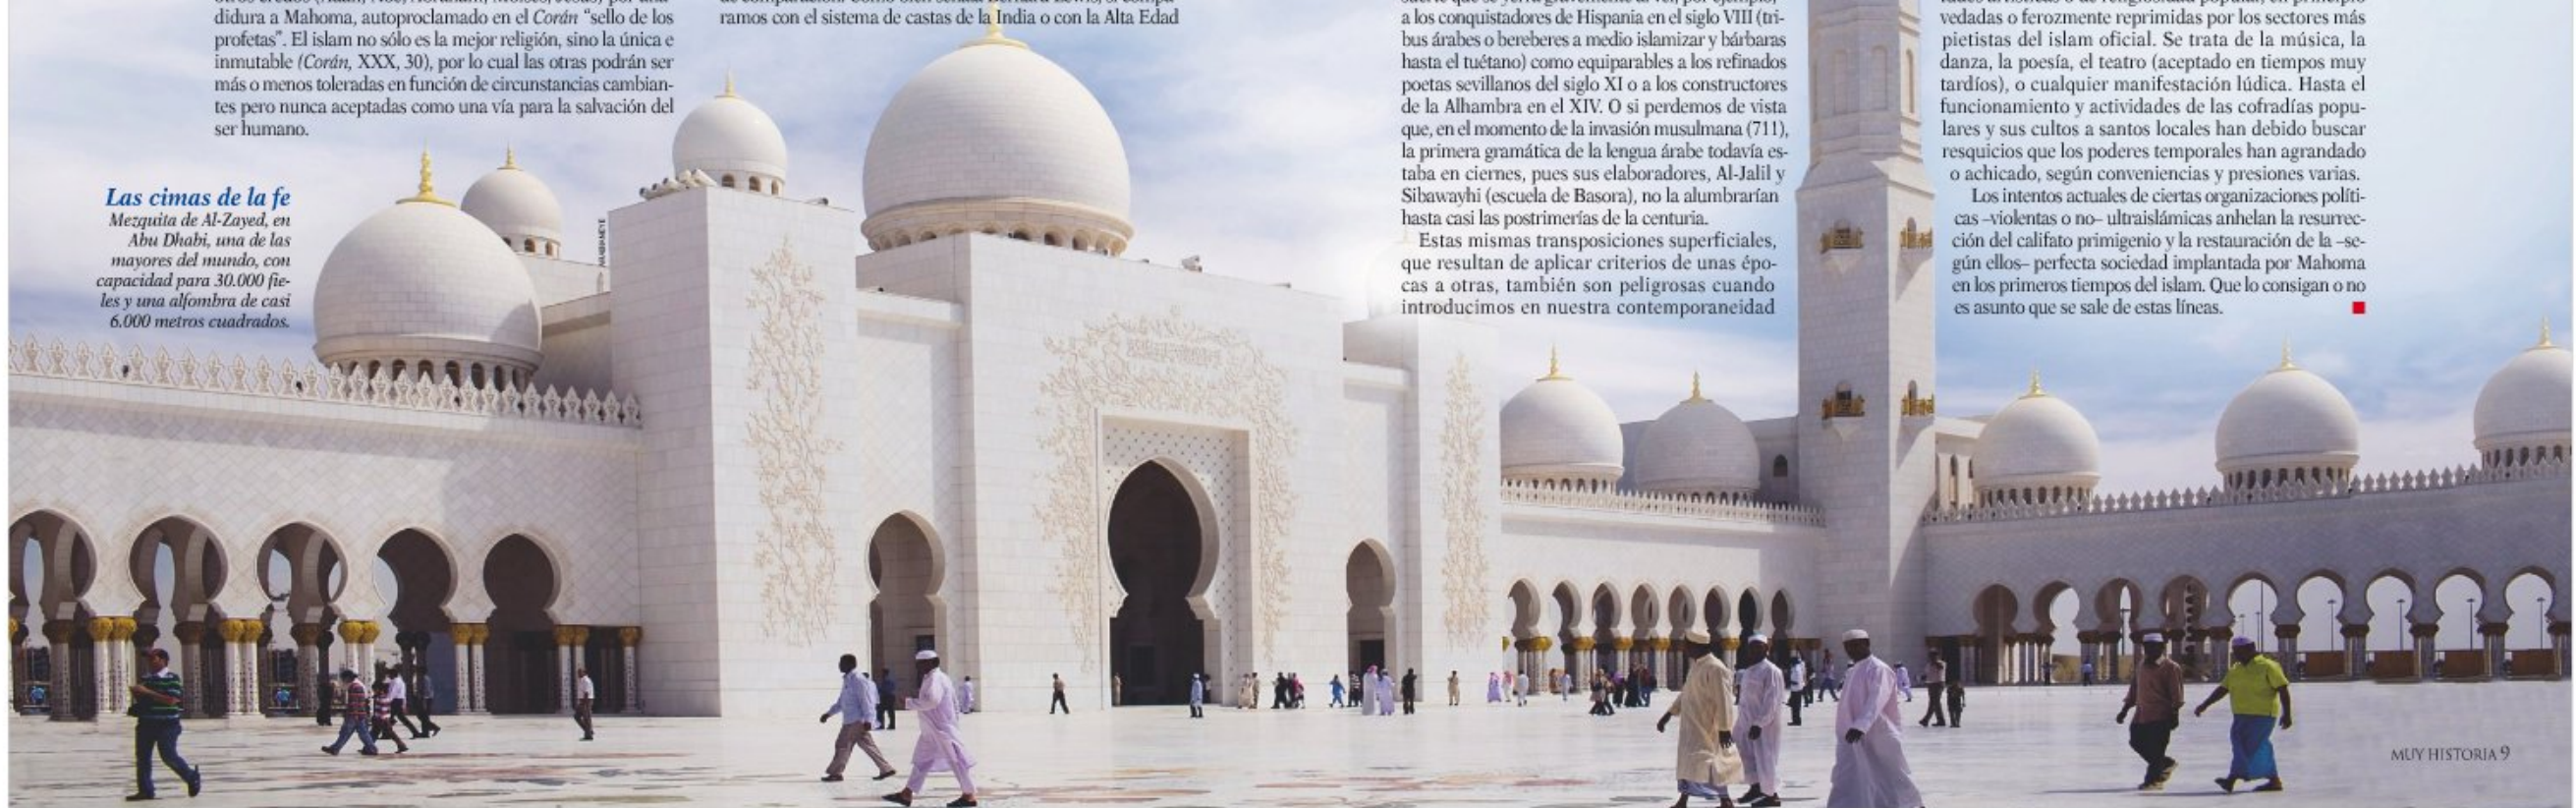 didura a Mahoma, autoproclamado en el Corán “sello de los
profetas”. El islam no sólo es la mejor religión, sino la única e
inmutable (Corán, XXX, 30), por lo cual las otras podrán ser
más o menos toleradas en función de circunstancias cambian-
tes pero nunca aceptadas como una vía para la salvación del
ser humano.
Las cimas de la fe
Mezquita de Al-Zayed, en
Abu Dhabi, una de las
mayores del mundo, con
capacidad para 30.000 fie-
les y una alfombra de casi
6.000 metros cuadrados.
ramos con el sistema de castas de la India o con la Alta Edad
a los conquistadores de Hispania en el siglo VIII (tri-
bus árabes o bereberes a medio islamizar y bárbaras
hasta el tuétano) como equiparables a los refinados
poetas sevillanos del siglo XI o a los constructores
de la Alhambra en el XIV. O si perdemos de vista
que, en el momento de la invasión musulmana (711),
la primera gramática de la lengua árabe todavía es-
taba en ciernes, pues sus elaboradores, Al-Jalil y
Sibawayhi (escuela de Basora), no la alumbrarían
hasta casi las postrimerías de la centuria.
Estas mismas transposiciones superficiales,
que resultan de aplicar criterios de unas épo-
cas a otras, también son peligrosas cuando
introducimos en nuestra contemporaneidad
vedadas o ferozmente reprimidas por los sectores más
pietistas del islam oficial. Se trata de la música, la
danza, la poesía, el teatro (aceptado en tiempos muy
tardíos), o cualquier manifestación lúdica. Hasta el
funcionamiento y actividades de las cofradías popu-
lares y sus cultos a santos locales han debido buscar
resquicios que los poderes temporales han agrandado
o achicado, según conveniencias y presiones varias.
Los intentos actuales de ciertas organizaciones políti-
cas –violentas o no– ultraislámicas anhelan la resurrec-
ción del califato primigenio y la restauración de la –se-
gún ellos– perfecta sociedad implantada por Mahoma
en los primeros tiempos del islam. Que lo consigan o no
es asunto que se sale de estas líneas.
MUY HISTORIA 9